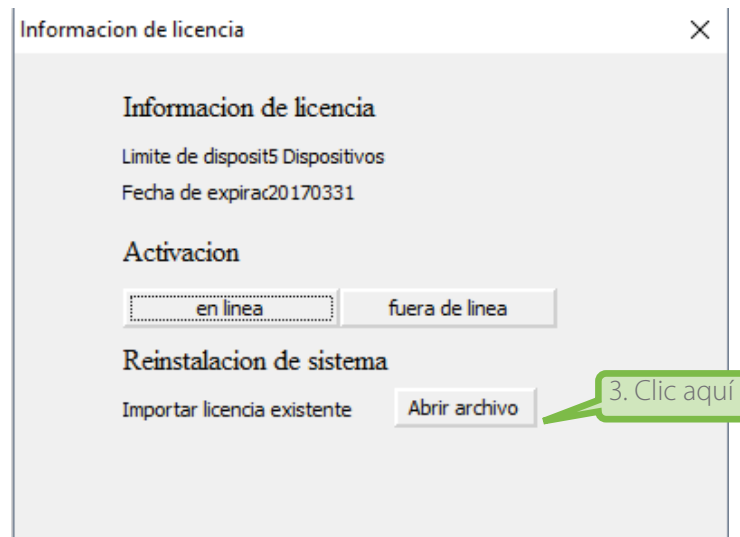 Informacion de licencia
Informacion de licencia
Limite de disposit5 Dispositivos
Fecha de expirac20170331
Activacion
en linea
fuera de linea
Reinstalacion de sistema
Importar licencia existente
Abrir archivo
3. Clic aquí